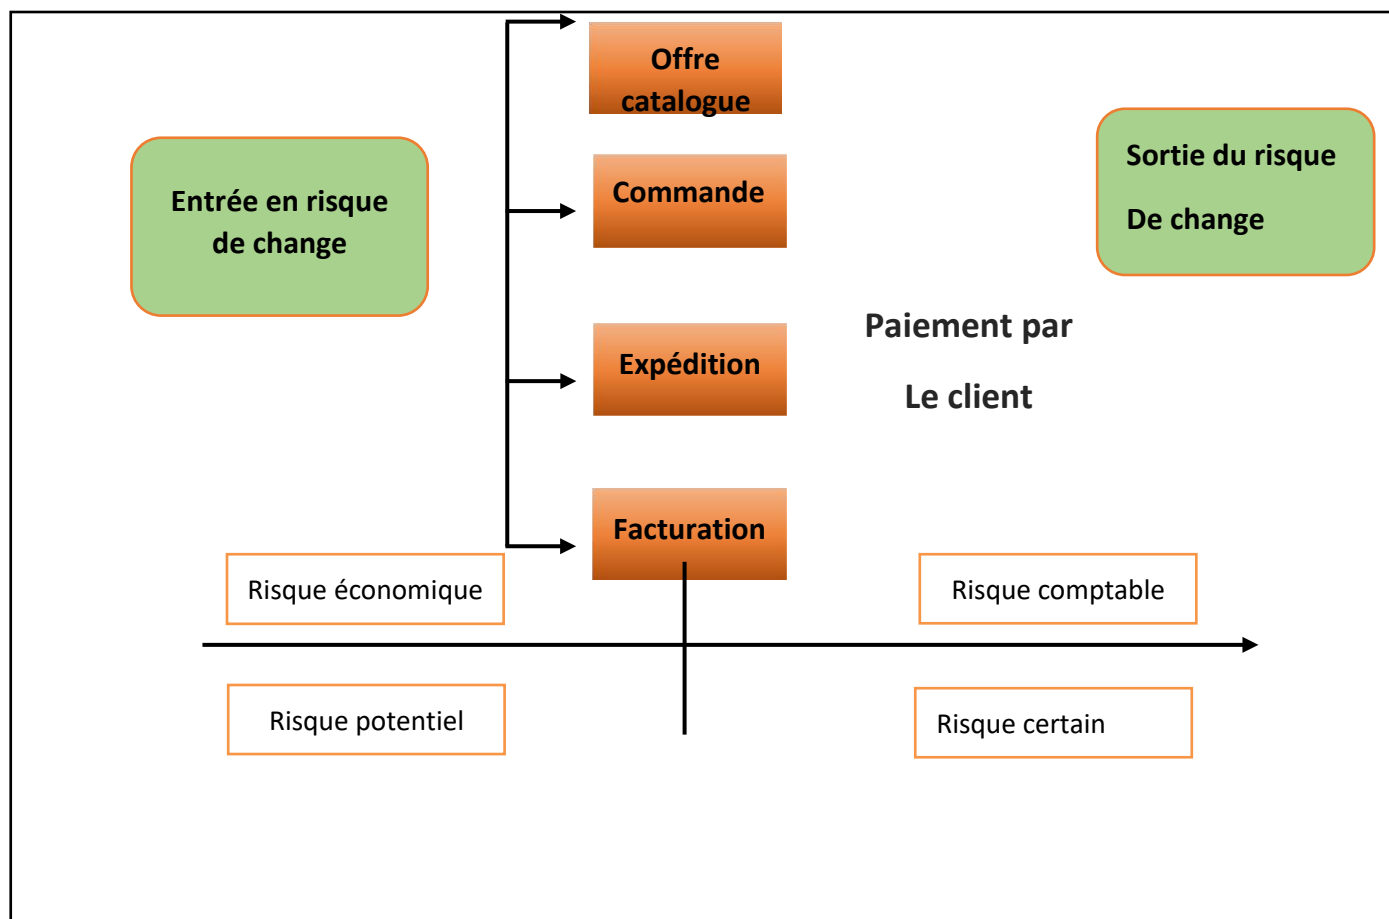 Offre
catalogue
Entrée en risque
de change
Commande
Sortie du risque
De change
Expédition
Paiement par
Le client
Facturation
Risque économique
Risque comptable
Risque potentiel
Risque certain